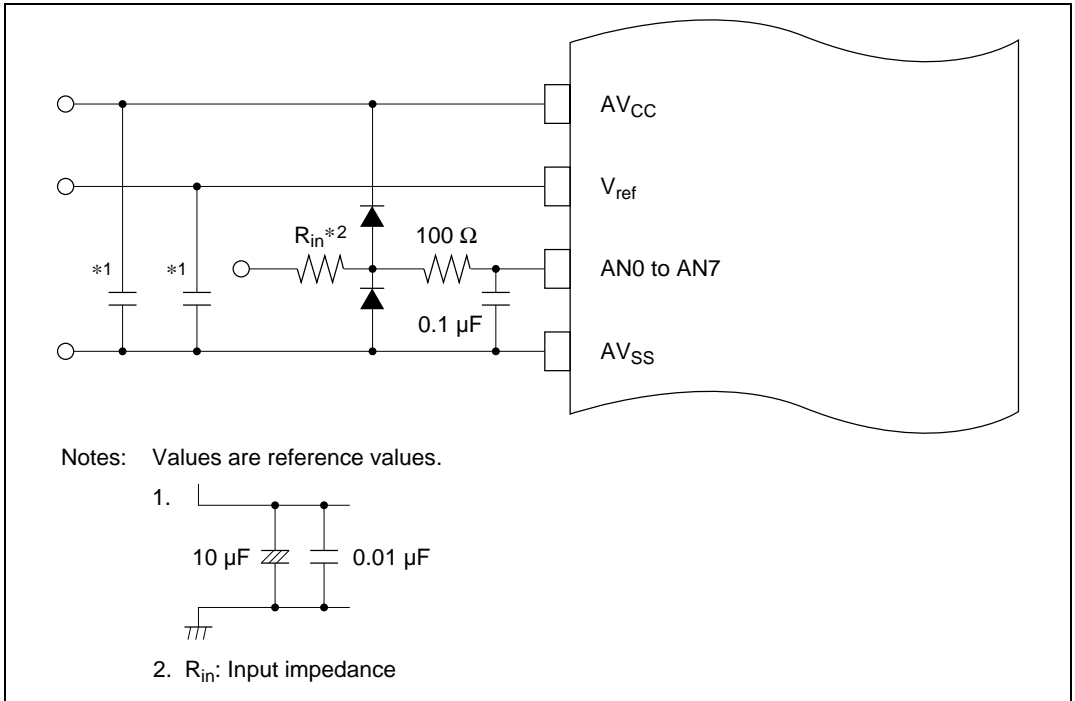 AVCC
Vref
Rin*2 100 Ω
*1 *1 AN0 to AN7
0.1 µF
AVSS
Notes: Values are reference values.
1.
10 µF 0.01 µF
2. Rin: Input impedance